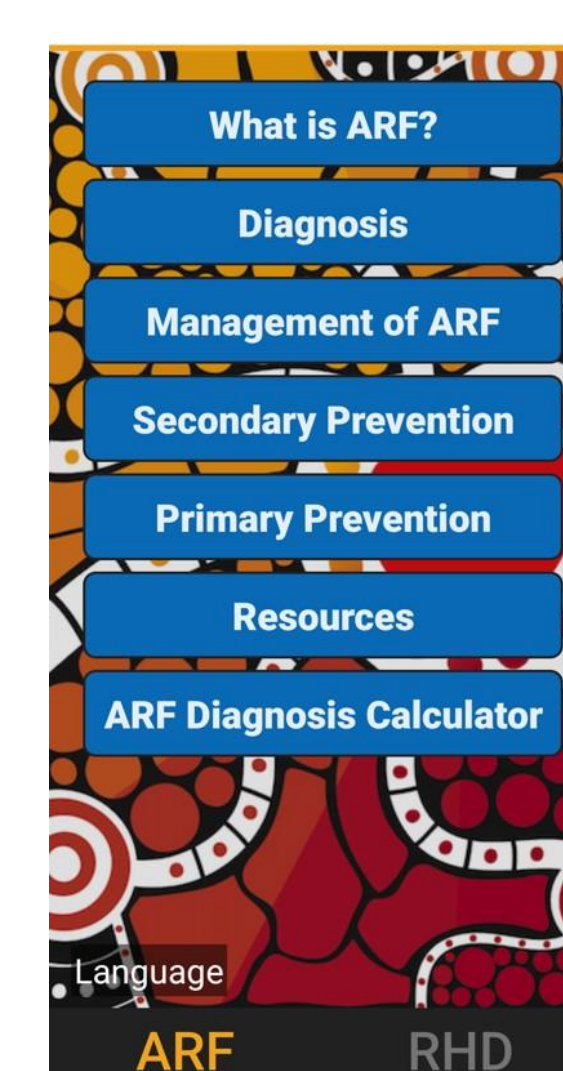 What is ARF?
Diagnosis
Management of ARF
Secondary Prevention
Primary Prevention
Resources
ARF Diagnosis Calculator
Language
ARF RHD